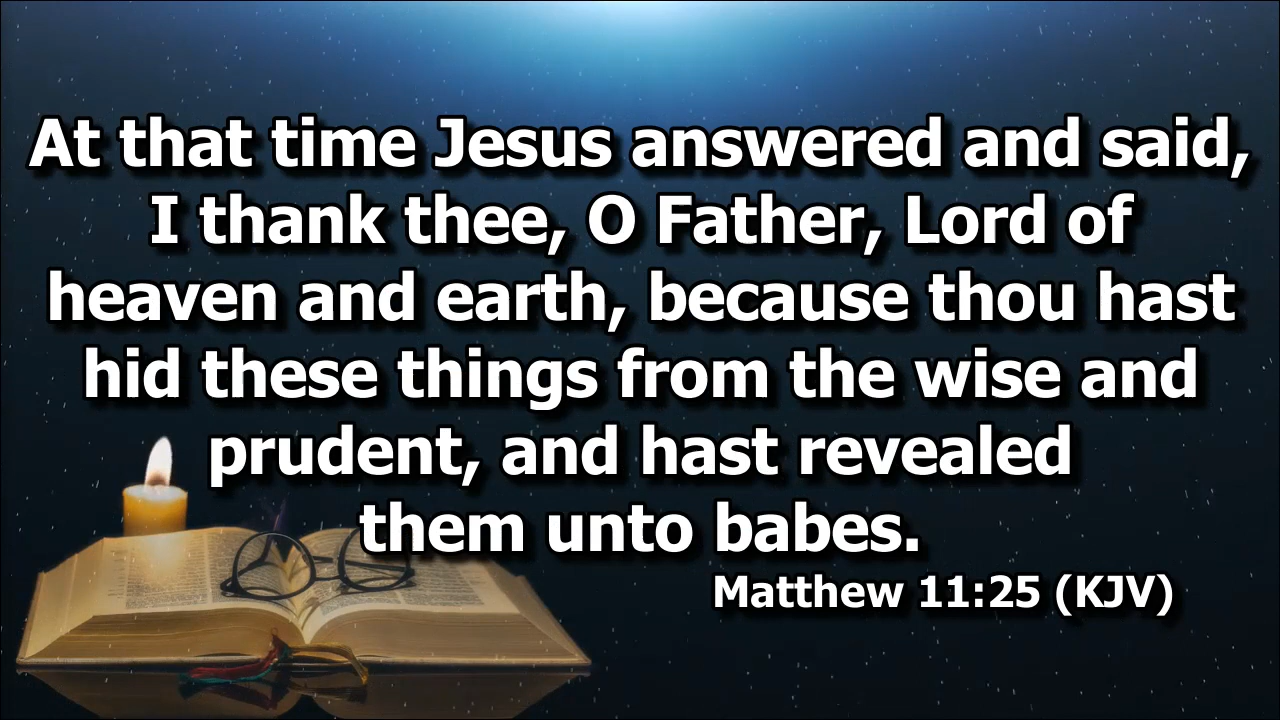 At that time Jesus answered and said,
I thank thee, O Father, Lord of
heaven and earth, because thou hast
hid these things from the wise and
prudent, and hast revealed
them unto babes.
Matthew 11:25 (KJV)